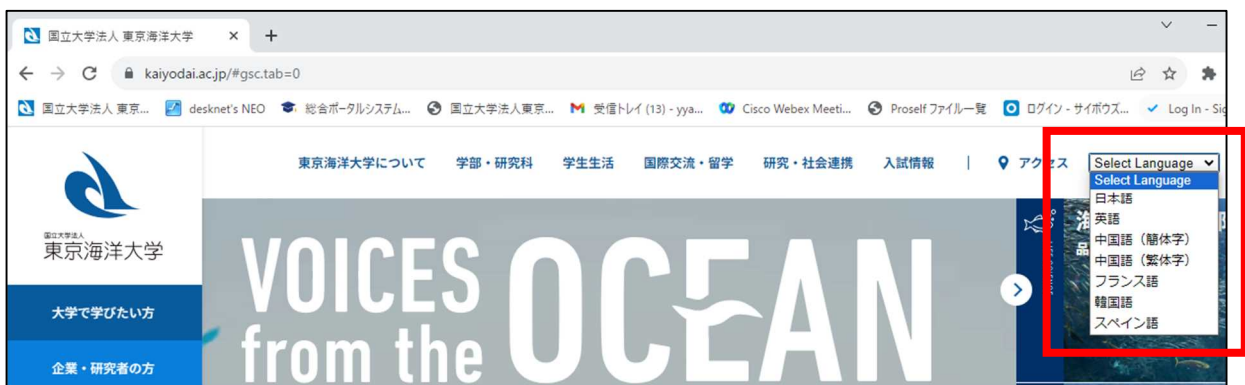 国立大学法人 東京海洋大学
kaiyodai.ac.jp/#gsc.tab=0
国立大学法人 東京... desknet's NEO 総合ポータルシステム... 国立大学法人東京... 受信トレイ (13) - yya... Cisco Webex Meeti... Proself ファイル一覧 ログイン - サイボウズ... Log In - Sig
東京海洋大学について 学部・研究科 学生生活 国際交流・留学 研究・社会連携 入試情報 | アクセス Select Language
Select Language
日本語
英語
中国語（簡体字）
中国語（繁体字）
フランス語
韓国語
スペイン語
国立大学法人
東京海洋大学
大学で学びたい方
企業・研究者の方
VOICES
from the
OCEAN
海
品